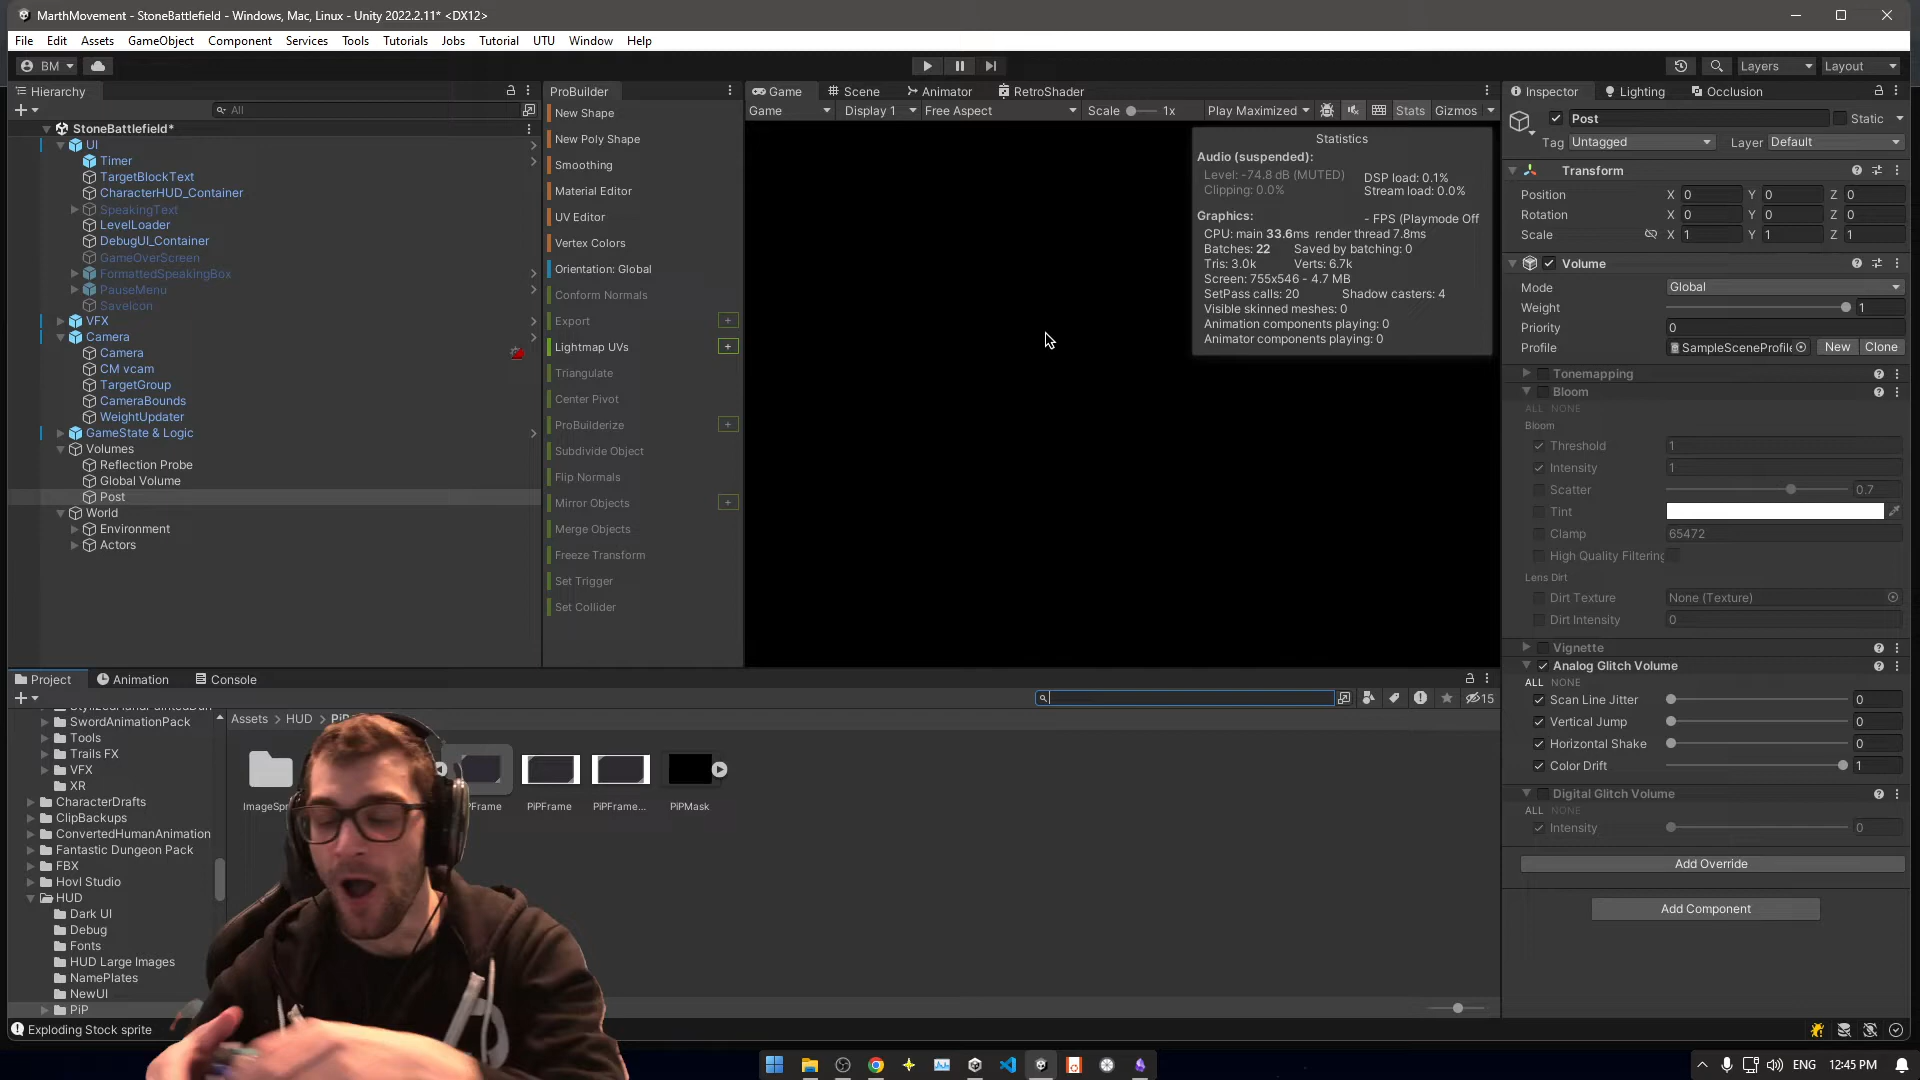 MarthMovement - StoneBattlefield - Windows, Mac, Linux - Unity 2022.2.11* <DX12>
File Edit Assets GameObject Component Services Tools Tutorials Jobs Tutorial UTU Window Help
BM
Layers
Layout
Hierarchy
All
StoneBattlefield*
UI
Timer
TargetBlockText
CharacterHUD_Container
SpeakingText
LevelLoader
DebugUI_Container
GameOverScreen
FormattedSpeakingBox
PauseMenu
SaveIcon
VFX
Camera
Camera
CM vcam
TargetGroup
CameraBounds
WeightUpdater
GameState & Logic
Volumes
Reflection Probe
Global Volume
Post
World
Environment
Actors
ProBuilder
New Shape
New Poly Shape
Smoothing
Material Editor
UV Editor
Vertex Colors
Orientation: Global
Conform Normals
Export +
Lightmap UVs +
Triangulate
Center Pivot
ProBuilderize +
Subdivide Object
Flip Normals
Mirror Objects +
Merge Objects
Freeze Transform
Set Trigger
Set Collider
Game Scene Animator RetroShader
Game Display 1 Free Aspect Scale 1x Play Maximized Stats Gizmos
Statistics
Audio (suspended):
Level: -74.8 dB (MUTED) DSP load: 0.1%
Clipping: 0.0% Stream load: 0.0%
Graphics: - FPS (Playmode Off
CPU: main 33.6ms render thread 7.8ms
Batches: 22 Saved by batching: 0
Tris: 3.0k Verts: 6.7k
Screen: 755x546 - 4.7 MB
SetPass calls: 20 Shadow casters: 4
Visible skinned meshes: 0
Animation components playing: 0
Animator components playing: 0
Inspector Lighting Occlusion
Post Static
Tag Untagged Layer Default
Transform
Position X 0 Y 0 Z 0
Rotation X 0 Y 0 Z 0
Scale X 1 Y 1 Z 1
Volume
Mode Global
Weight 1
Priority 0
Profile SampleSceneProfile New Clone
Tonemapping
Bloom
ALL NONE
Bloom
Threshold 1
Intensity 1
Scatter 0.7
Tint
Clamp 65472
High Quality Filtering
Lens Dirt
Dirt Texture None (Texture)
Dirt Intensity 0
Vignette
Analog Glitch Volume
ALL NONE
Scan Line Jitter 0
Vertical Jump 0
Horizontal Shake 0
Color Drift 1
Digital Glitch Volume
ALL NONE
Intensity 0
Add Override
Add Component
Project Animation Console
15
SwordAnimationPack
Tools
Trails FX
VFX
XR
CharacterDrafts
ClipBackups
ConvertedHumanAnimation
Fantastic Dungeon Pack
FBX
Hovl Studio
HUD
Dark UI
Debug
Fonts
HUD Large Images
NamePlates
NewUI
PiP
Assets > HUD > PiP
ImageSpr
PFrame
PiPFrame
PiPFrame...
PiPMask
Exploding Stock sprite
ENG 12:45 PM